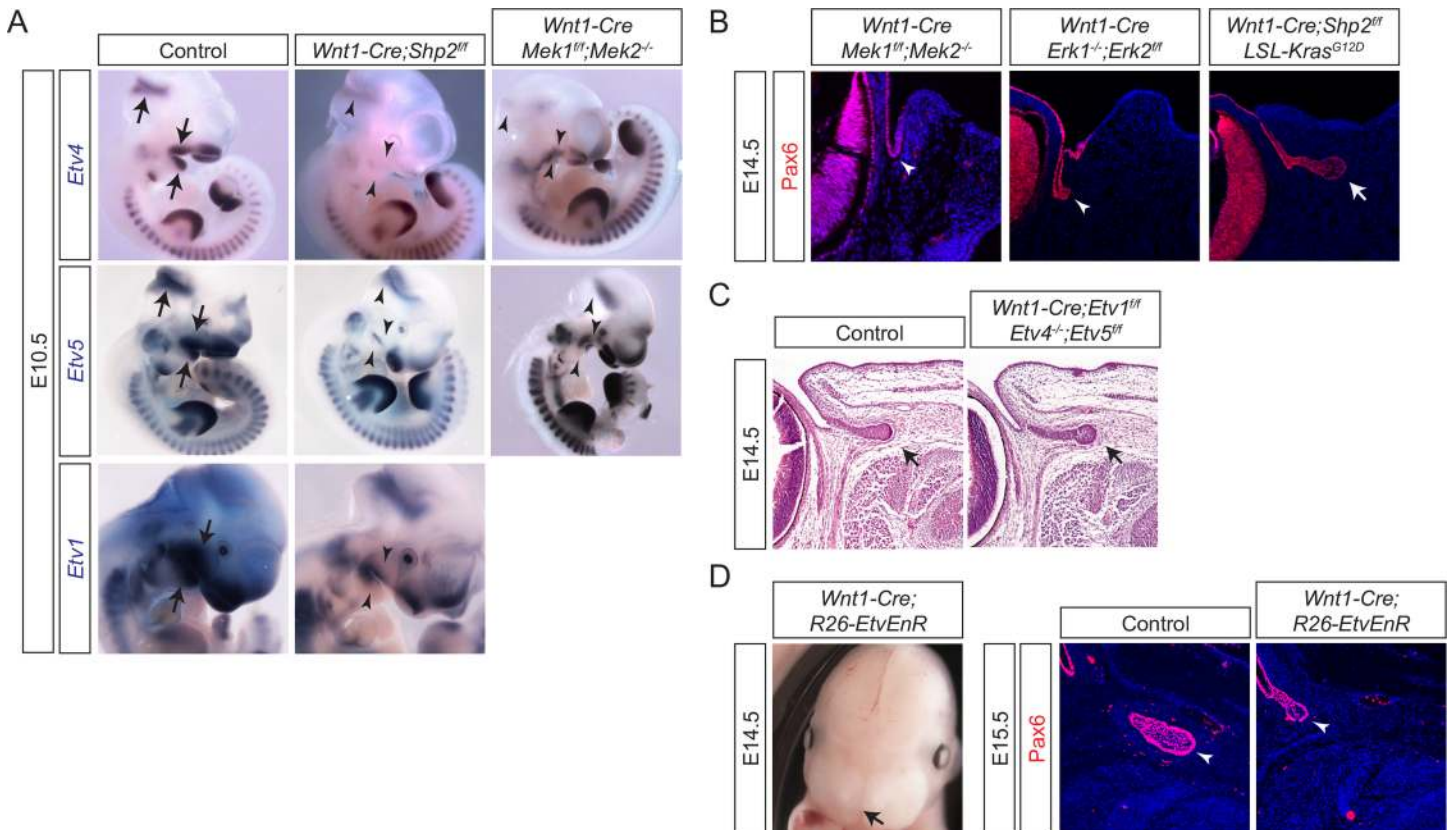 A
Control
Wnt1-Cre;Shp2f/f
Wnt1-Cre
Mek1f/f;Mek2-/-
E10.5
Etv4
Etv5
Etv1
B
Wnt1-Cre
Mek1f/f;Mek2-/-
Wnt1-Cre
Erk1-/-;Erk2f/f
Wnt1-Cre;Shp2f/f
LSL-KrasG12D
E14.5
Pax6
C
Control
Wnt1-Cre;Etv1f/f
Etv4-/-;Etv5f/f
E14.5
D
Wnt1-Cre;
R26-EtvEnR
E14.5
Control
Wnt1-Cre;
R26-EtvEnR
E15.5
Pax6